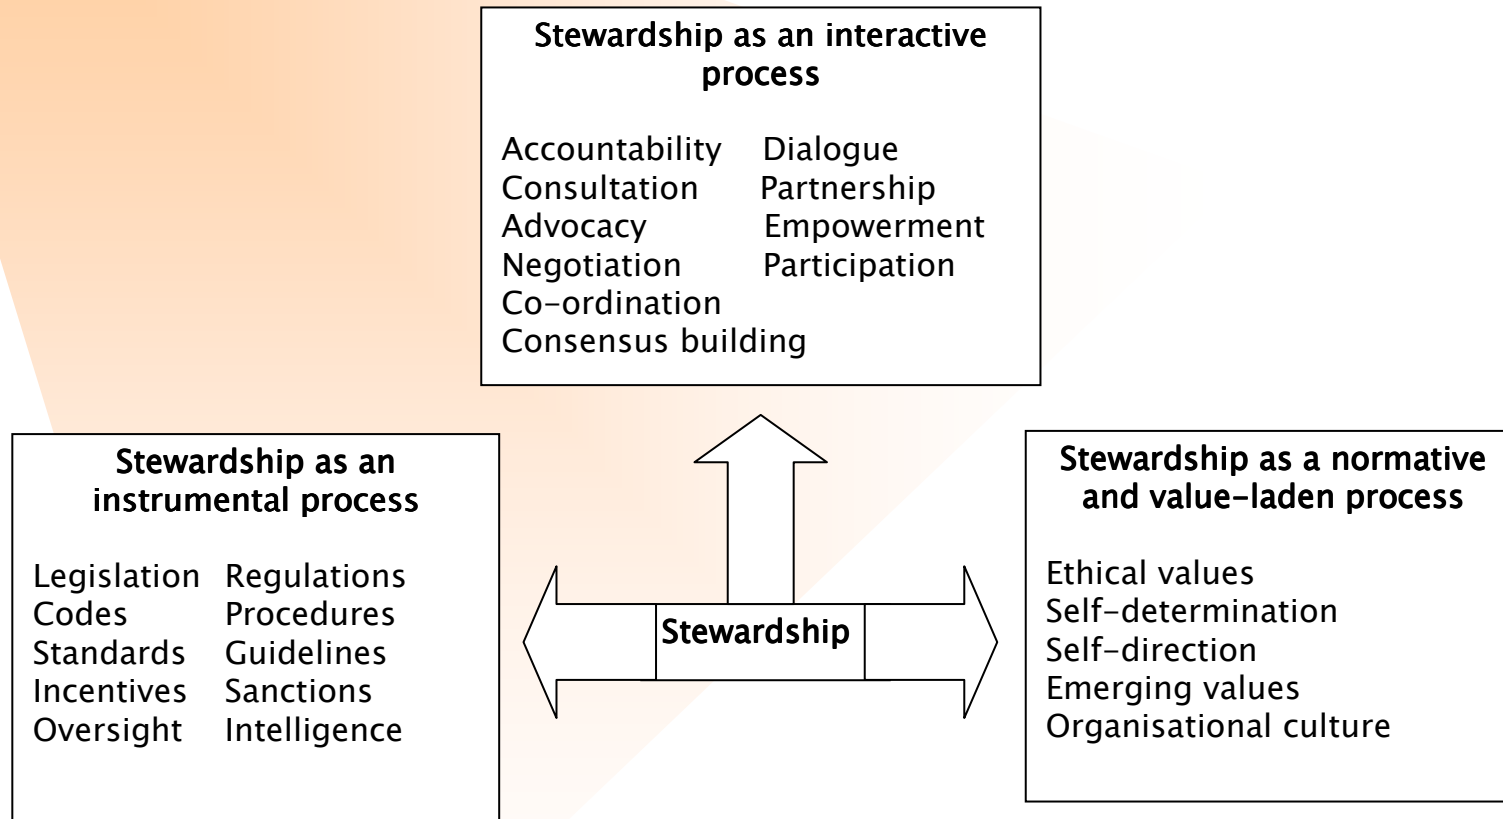 Stewardship as an interactive
process
Accountability Dialogue
Consultation Partnership
Advocacy Empowerment
Negotiation Participation
Co-ordination
Consensus building
Stewardship as an
instrumental process
Legislation Regulations
Codes Procedures
Standards Guidelines
Incentives Sanctions
Oversight Intelligence
Stewardship
Stewardship as a normative
and value-laden process
Ethical values
Self-determination
Self-direction
Emerging values
Organisational culture